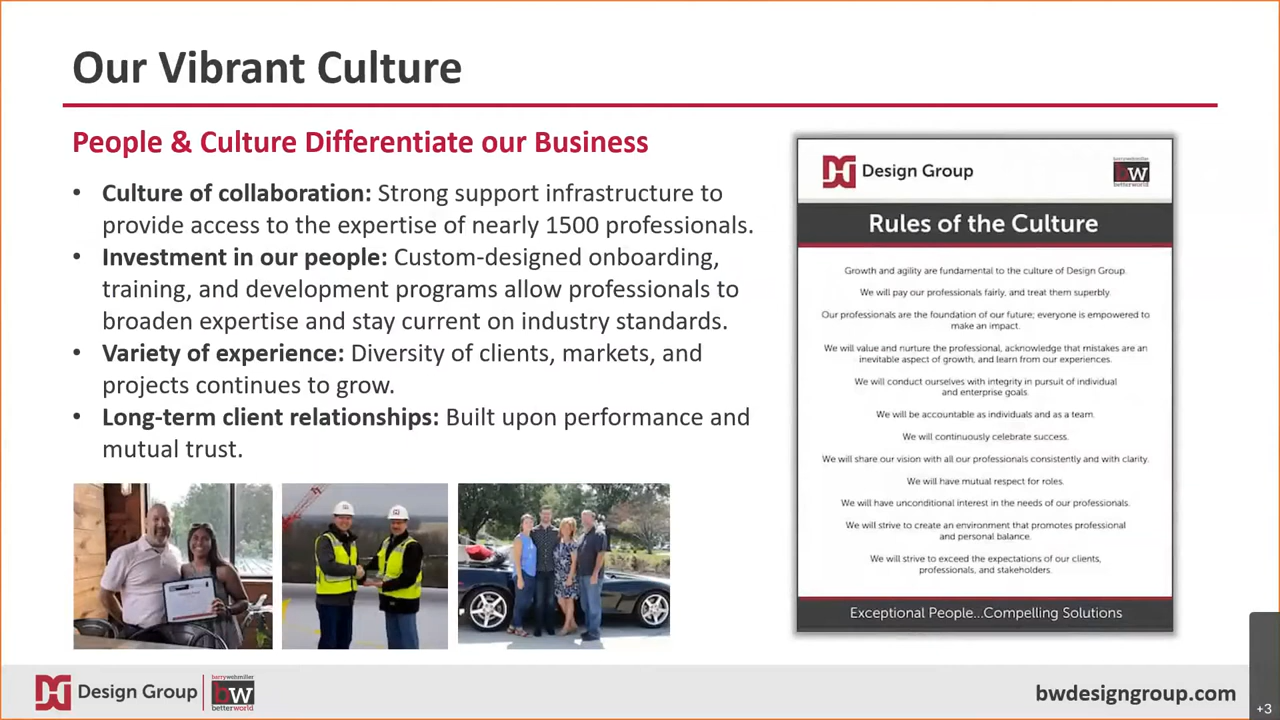 Our Vibrant Culture
People & Culture Differentiate our Business
• Culture of collaboration: Strong support infrastructure to
provide access to the expertise of nearly 1500 professionals.
• Investment in our people: Custom-designed onboarding,
training, and development programs allow professionals to
broaden expertise and stay current on industry standards.
• Variety of experience: Diversity of clients, markets, and
projects continues to grow.
• Long-term client relationships: Built upon performance and
mutual trust.
Design Group
barrywehmiller
bw
betterworld
Rules of the Culture
Growth and agility are fundamental to the culture of Design Group.
We will pay our professionals fairly, and treat them superbly.
Our professionals are the foundation of our future; everyone is empowered to
make an impact.
We will value and nurture the professional, acknowledge that mistakes are an
inevitable aspect of growth, and learn from our experiences.
We will conduct ourselves with integrity in pursuit of individual
and enterprise goals.
We will be accountable as individuals and as a team.
We will continuously celebrate success.
We will share our vision with all our professionals consistently and with clarity.
We will have mutual respect for roles.
We will have unconditional interest in the needs of our professionals.
We will strive to create an environment that promotes professional
and personal balance.
We will strive to exceed the expectations of our clients,
professionals, and stakeholders.
Exceptional People...Compelling Solutions
Design Group
barrywehmiller
bw
betterworld
bwdesigngroup.com
+3